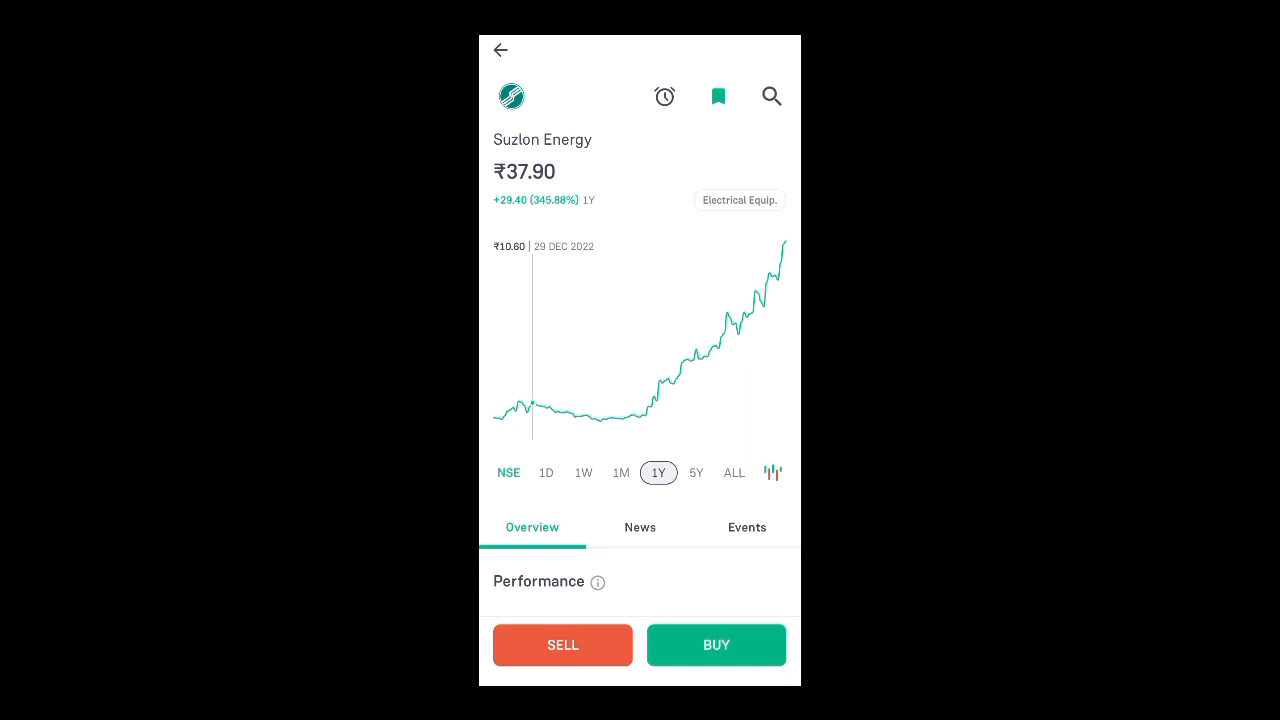 Suzlon Energy
₹37.90
+29.40 (345.88%) 1Y
Electrical Equip.
₹10.60 | 29 DEC 2022
NSE 1D 1W 1M 1Y 5Y ALL
Overview News Events
Performance
SELL BUY